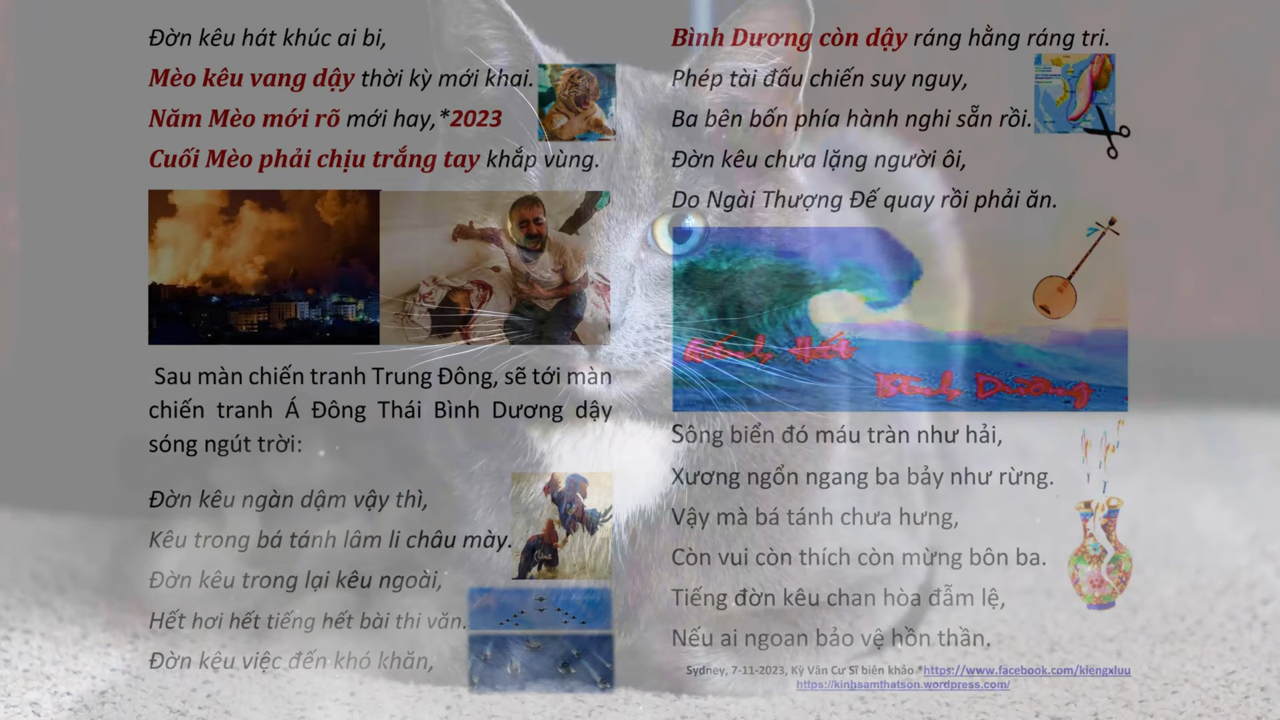 Đờn kêu hát khúc ai bi,
Mèo kêu vang dậy thời kỳ mới khai.
Năm Mèo mới rõ mới hay,*2023
Cuối Mèo phải chịu trắng tay khắp vùng.
Sau màn chiến tranh Trung Đông, sẽ tới màn
chiến tranh Á Đông Thái Bình Dương dậy
sóng ngút trời:
Đờn kêu ngàn dậm vậy thì,
Kêu trong bá tánh lâm li châu mày.
Đờn kêu trong lại kêu ngoài,
Hết hơi hết tiếng hết bài thi văn.
Đờn kêu việc đến khó khăn,
Bình Dương còn dậy ráng hằng ráng tri.
Phép tài đấu chiến suy nguy,
Ba bên bốn phía hành nghi sẵn rồi.
Đờn kêu chưa lặng người ôi,
Do Ngài Thượng Đế quay rồi phải ăn.
Bình Dương
Sông biển đó máu tràn như hải,
Xương ngổn ngang ba bảy như rừng.
Vậy mà bá tánh chưa hưng,
Còn vui còn thích còn mừng bôn ba.
Tiếng đờn kêu chan hòa đẫm lệ,
Nếu ai ngoan bảo vệ hồn thần.
Sydney, 7-11-2023, Kỳ Vân Cư Sĩ biên khảo *https://www.facebook.com/kiengxluu
https://kinhsamthatson.wordpress.com/